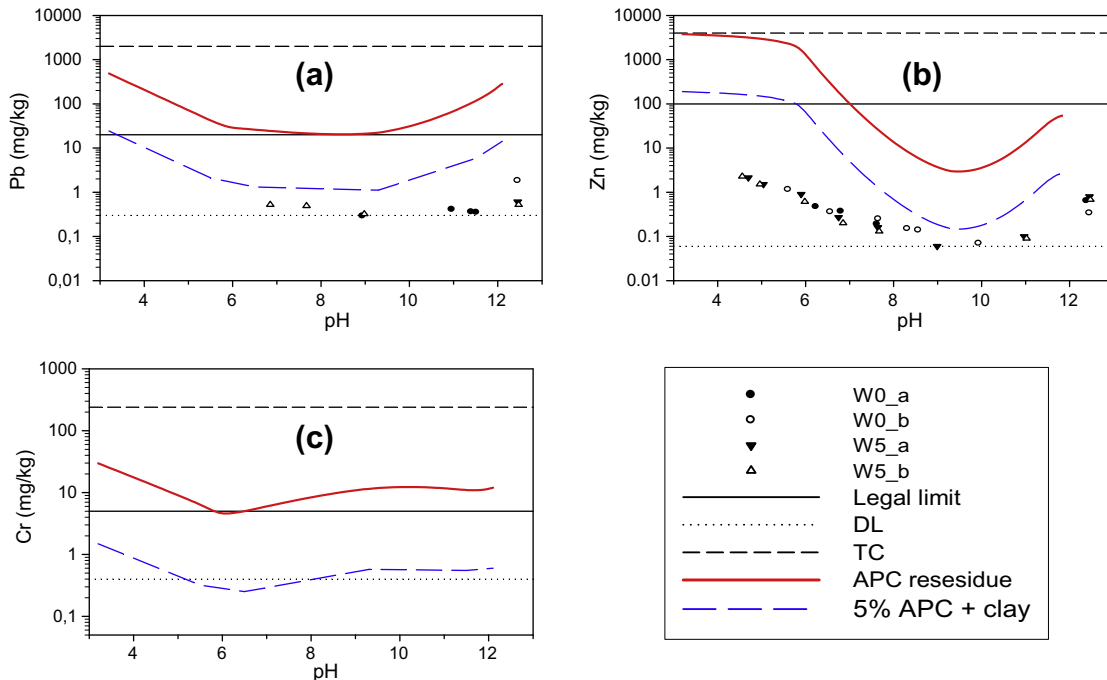 10000
1000
100
10
1
0.1
0.01
Pb (mg/kg)
(a)
4 6 8 10 12
pH
10000
1000
100
10
1
0,1
0,01
Zn (mg/kg)
(b)
4 6 8 10 12
pH
1000
100
10
1
0,1
Cr (mg/kg)
(c)
4 6 8 10 12
pH
W0_a
W0_b
W5_a
W5_b
Legal limit
DL
TC
APC resesidue
5% APC + clay